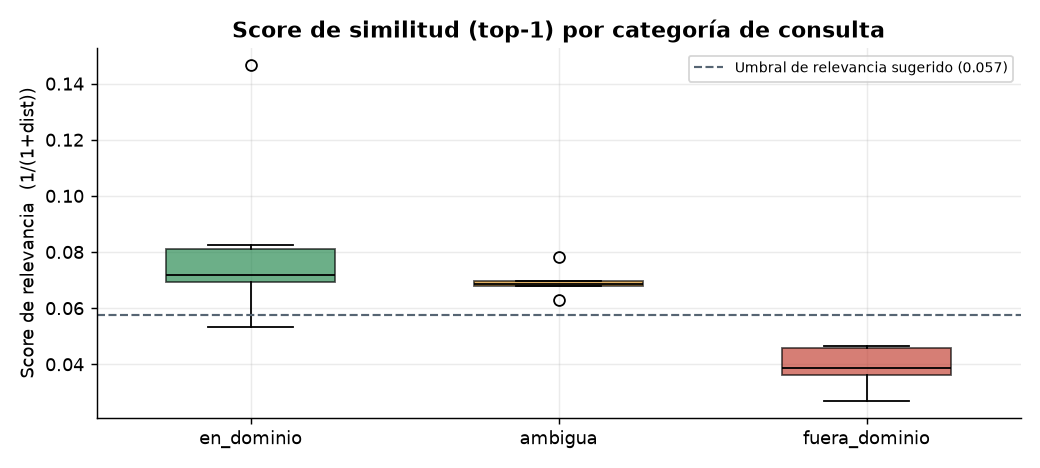 Score de similitud (top-1) por categoría de consulta
Umbral de relevancia sugerido (0.057)
Score de relevancia (1/(1+dist))
0.14
0.12
0.10
0.08
0.06
0.04
en_dominio
ambigua
fuera_dominio